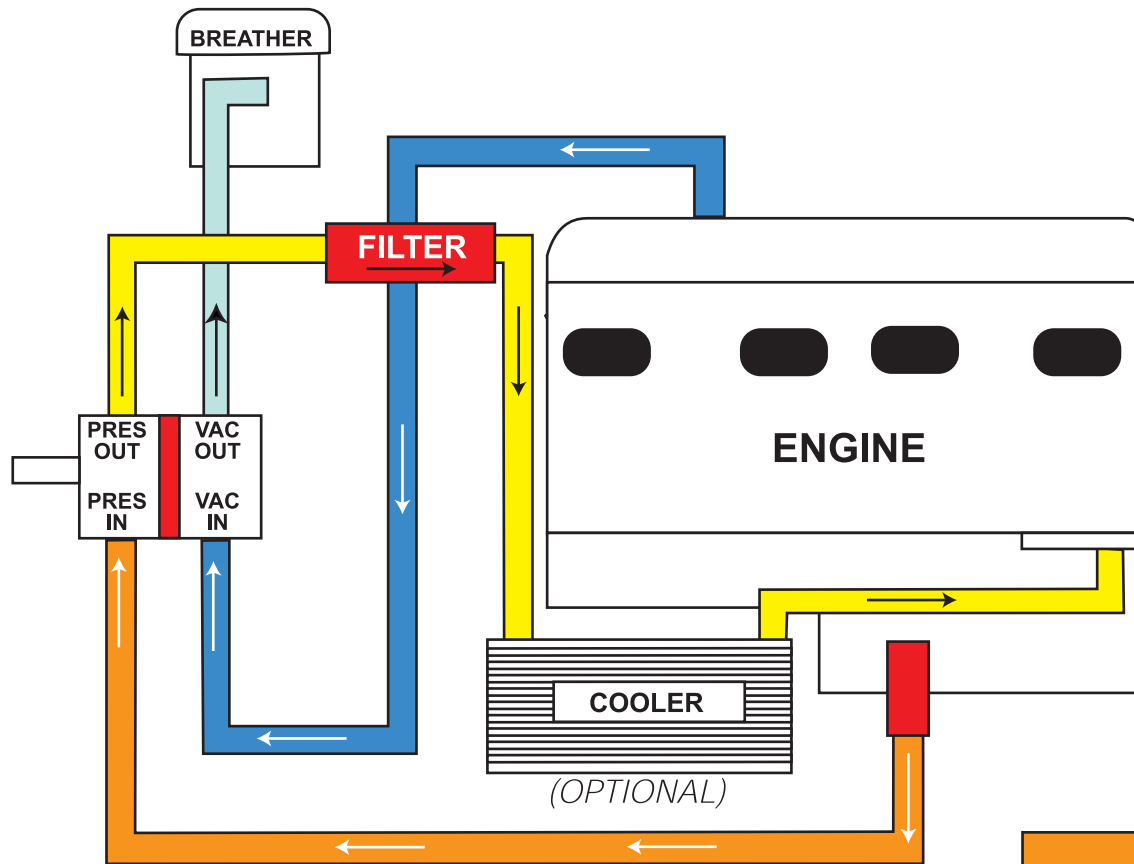 BREATHER
FILTER
PRES
OUT
VAC
OUT
PRES
IN
VAC
IN
ENGINE
COOLER
(OPTIONAL)